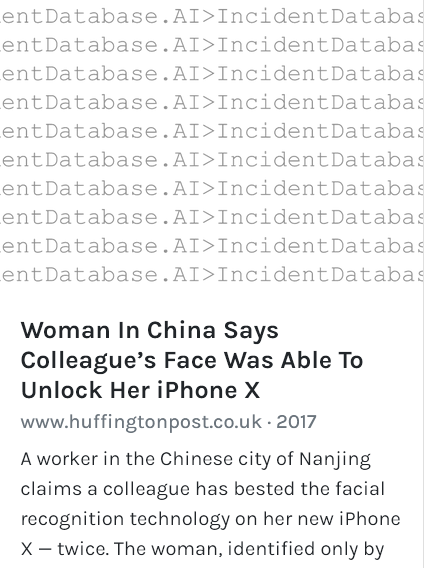 entDatabase.AI>IncidentDatabas
entDatabase.AI>IncidentDatabas
entDatabase.AI>IncidentDatabas
entDatabase.AI>IncidentDatabas
entDatabase.AI>IncidentDatabas
entDatabase.AI>IncidentDatabas
entDatabase.AI>IncidentDatabas
entDatabase.AI>IncidentDatabas
entDatabase.AI>IncidentDatabas
entDatabase.AI>IncidentDatabas
Woman In China Says
Colleague’s Face Was Able To
Unlock Her iPhone X
www.huffingtonpost.co.uk · 2017
A worker in the Chinese city of Nanjing
claims a colleague has bested the facial
recognition technology on her new iPhone
X — twice. The woman, identified only by